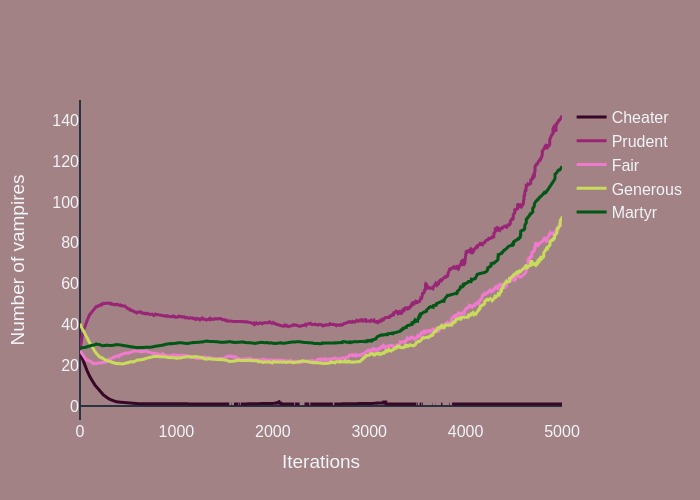 140
120
100
80
60
40
20
0
Number of vampires
0 1000 2000 3000 4000 5000
Iterations
Cheater
Prudent
Fair
Generous
Martyr